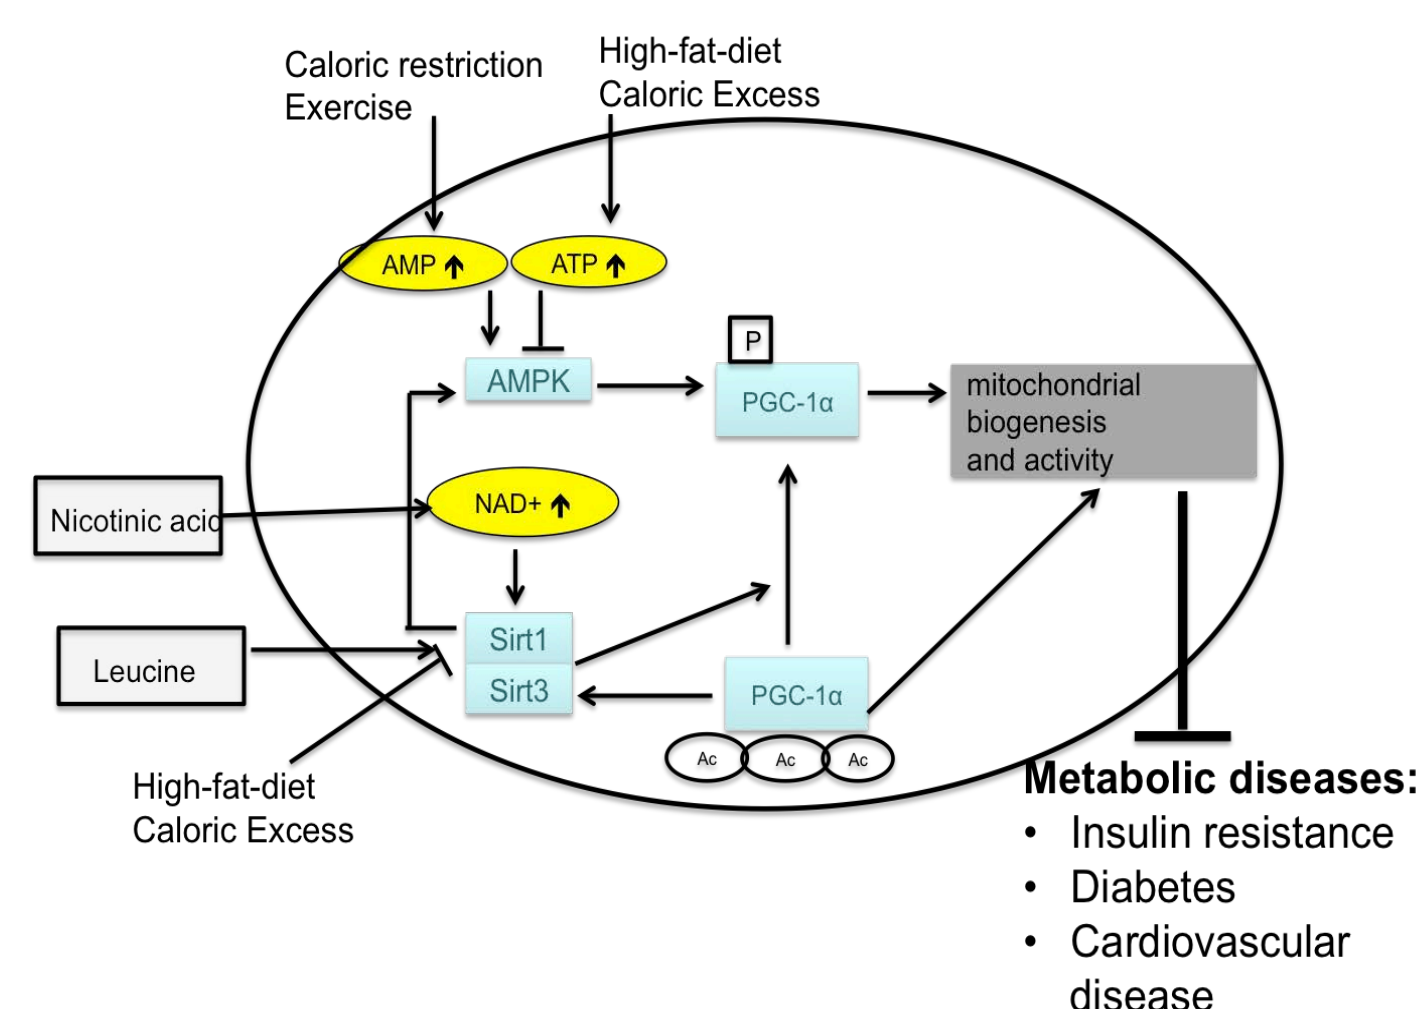 Caloric restriction
Exercise
High-fat-diet
Caloric Excess
AMP
ATP
P
AMPK
PGC-1α
mitochondrial
biogenesis
and activity
NAD+
Nicotinic acid
Sirt1
Leucine
Sirt3
PGC-1α
Ac
Ac
Ac
High-fat-diet
Caloric Excess
Metabolic diseases:
• Insulin resistance
• Diabetes
• Cardiovascular
disease